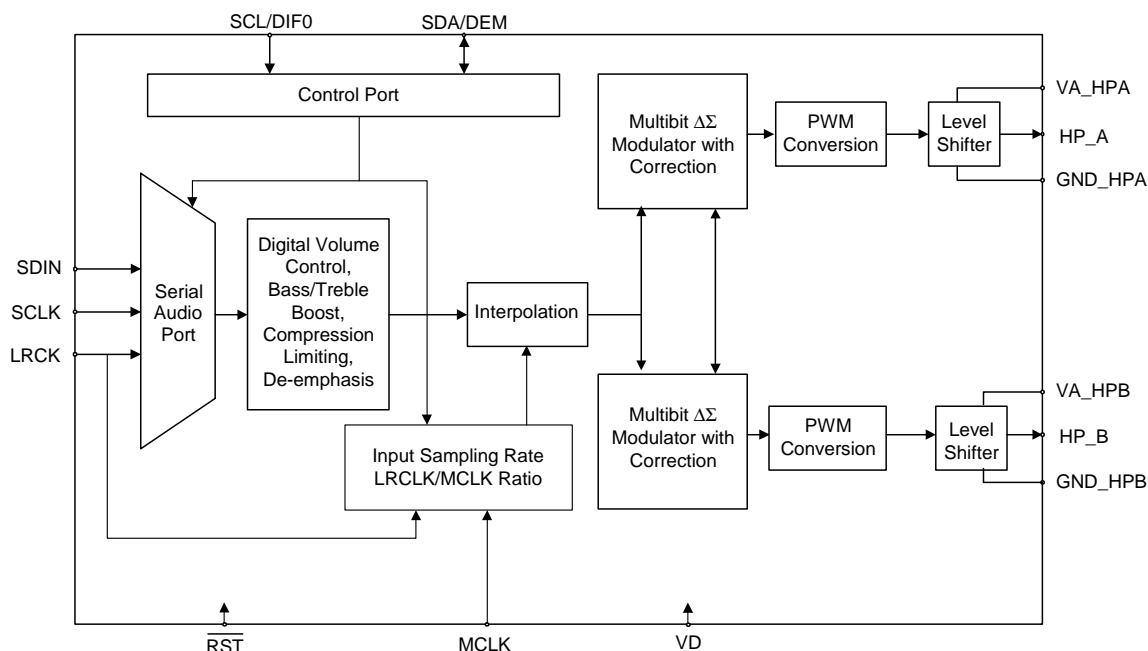 SCL/DIF0
SDA/DEM
Control Port
Multibit ΔΣ
Modulator with
Correction
PWM
Conversion
Level
Shifter
VA_HPA
HP_A
GND_HPA
SDIN
SCLK
LRCK
Serial
Audio
Port
Digital Volume
Control,
Bass/Treble
Boost,
Compression
Limiting,
De-emphasis
Interpolation
Input Sampling Rate
LRCLK/MCLK Ratio
Multibit ΔΣ
Modulator with
Correction
PWM
Conversion
Level
Shifter
VA_HPB
HP_B
GND_HPB
RST
MCLK
VD